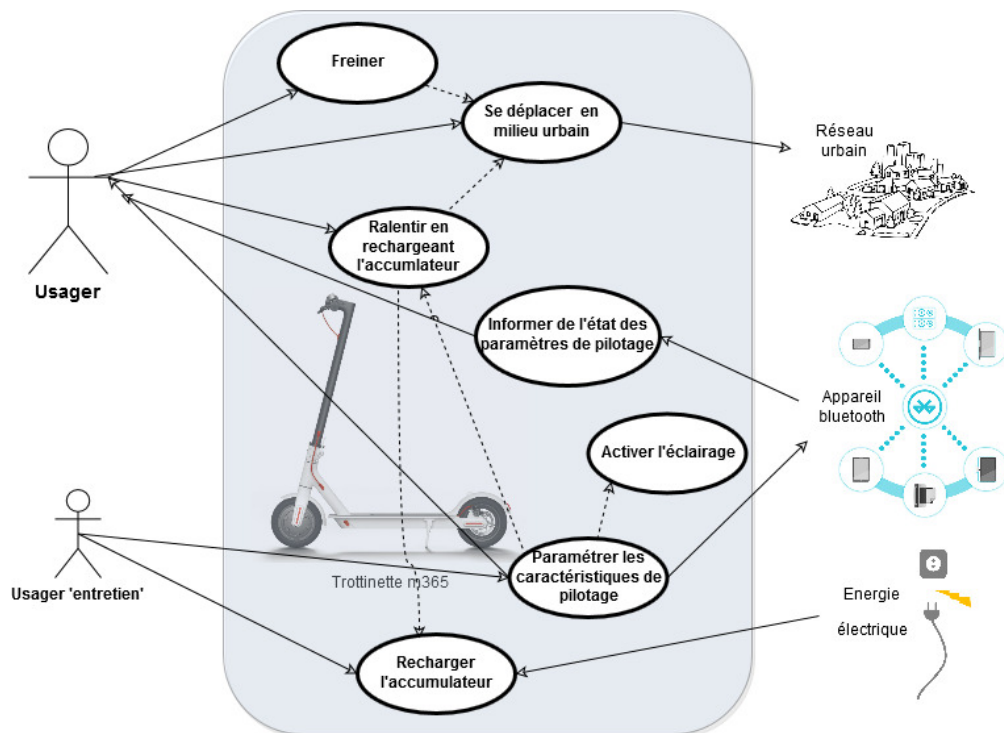 Freiner
Se déplacer en
milieu urbain
Réseau
urbain
Usager
Ralentir en
rechargeant
l'accumlateur
Informer de l'état des
paramètres de pilotage
Appareil
bluetooth
Activer l'éclairage
Usager 'entretien'
Trottinette m365
Paramétrer les
caractéristiques de
pilotage
Energie
électrique
Recharger
l'accumulateur